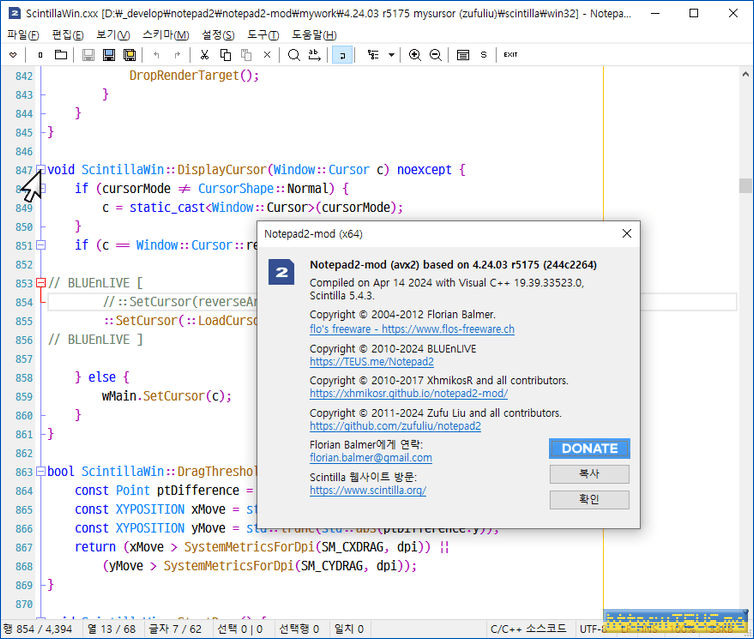 ScintillaWin.cxx [D:₩_develop₩notepad2₩notepad2-mod₩mywork₩4.24.03 r5175 mysursor (zufuliu)₩scintilla₩win32] - Notepa...
파일(F) 편집(E) 보기(V) 스키마(M) 설정(S) 도구(T) 도움말(H)
S EXIT
842 DropRenderTarget();
843 }
844 }
845 }
846
847 void ScintillaWin::DisplayCursor(Window::Cursor c) noexcept {
if (cursorMode ≠ CursorShape::Normal) {
849 c = static_cast<Window::Cursor>(cursorMode);
850 }
851 if (c == Window::Cursor::re
852
853 // BLUEnLIVE [
854 //::SetCursor(reverseAr
855 ::SetCursor(::LoadCurso
856 // BLUEnLIVE ]
857
858 } else {
859 wMain.SetCursor(c);
860 }
861 }
862
863 bool ScintillaWin::DragThreshol
864 const Point ptDifference =
865 const XYPOSITION xMove = st
866 const XYPOSITION yMove = std::trunc(std::abs(ptDifference.y));
867 return (xMove > SystemMetricsForDpi(SM_CXDRAG, dpi)) ||
868 (yMove > SystemMetricsForDpi(SM_CYDRAG, dpi));
869 }
870
Notepad2-mod (x64)
2
Notepad2-mod (avx2) based on 4.24.03 r5175 (244c2264)
Compiled on Apr 14 2024 with Visual C++ 19.39.33523.0,
Scintilla 5.4.3.
Copyright © 2004-2012 Florian Balmer.
flo's freeware - https://www.flos-freeware.ch
Copyright © 2010-2024 BLUEnLIVE
https://TEUS.me/Notepad2
Copyright © 2010-2017 XhmikosR and all contributors.
https://xhmikosr.github.io/notepad2-mod/
Copyright © 2011-2024 Zufu Liu and all contributors.
https://github.com/zufuliu/notepad2
Florian Balmer에게 연락:
florian.balmer@gmail.com
Scintilla 웹사이트 방문:
https://www.scintilla.org/
DONATE
복사
확인
행 854 / 4,394 열 13 / 68 글자 7 / 62 선택 0 | 0 선택행 0 일치 0 C/C++ 소스코드